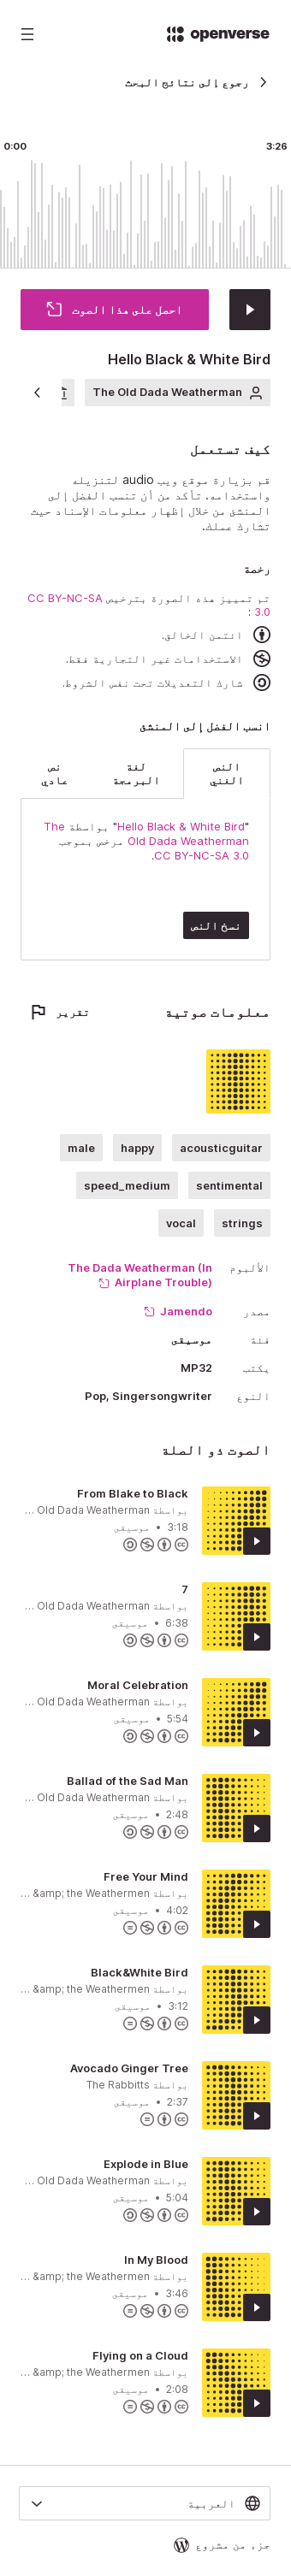 openverse
رجوع إلى نتائج البحث
0:00
3:26
احصل على هذا الصوت
Hello Black & White Bird
The Old Dada Weatherman
كيف تستعمل
قم بزيارة موقع ويب audio لتنزيله
واستخدامه. تأكد من أن تنسب الفضل إلى
المنشئ من خلال إظهار معلومات الإسناد حيث
تشارك عملك.
رخصة
تم تمييز هذه الصورة بترخيص CC BY-NC-SA
3.0 :
ائتمن الخالق.
الاستخدامات غير التجارية فقط.
شارك التعديلات تحت نفس الشروط.
انسب الفضل إلى المنشئ
النص
الغني
لغة
البرمجة
نص
عادي
"Hello Black & White Bird" بواسطة The
Old Dada Weatherman مرخص بموجب
CC BY-NC-SA 3.0.
نسخ النص
معلومات صوتية
تقرير
acousticguitar
happy
male
sentimental
speed_medium
strings
vocal
الألبوم
The Dada Weatherman (In
Airplane Trouble)
مصدر
Jamendo
فئة
موسيقى
يكتب
MP32
النوع
Pop, Singersongwriter
الصوت ذو الصلة
From Blake to Black
بواسطة Old Dada Weatherman ...
3:18 • موسيقى
7
بواسطة Old Dada Weatherman ...
6:38 • موسيقى
Moral Celebration
بواسطة Old Dada Weatherman ...
5:54 • موسيقى
Ballad of the Sad Man
بواسطة Old Dada Weatherman ...
2:48 • موسيقى
Free Your Mind
بواسطة &amp; the Weathermen ...
4:02 • موسيقى
Black&White Bird
بواسطة &amp; the Weathermen ...
3:12 • موسيقى
Avocado Ginger Tree
بواسطة The Rabbitts
2:37 • موسيقى
Explode in Blue
بواسطة Old Dada Weatherman ...
5:04 • موسيقى
In My Blood
بواسطة &amp; the Weathermen ...
3:46 • موسيقى
Flying on a Cloud
بواسطة &amp; the Weathermen ...
2:08 • موسيقى
العربية
جزء من مشروع